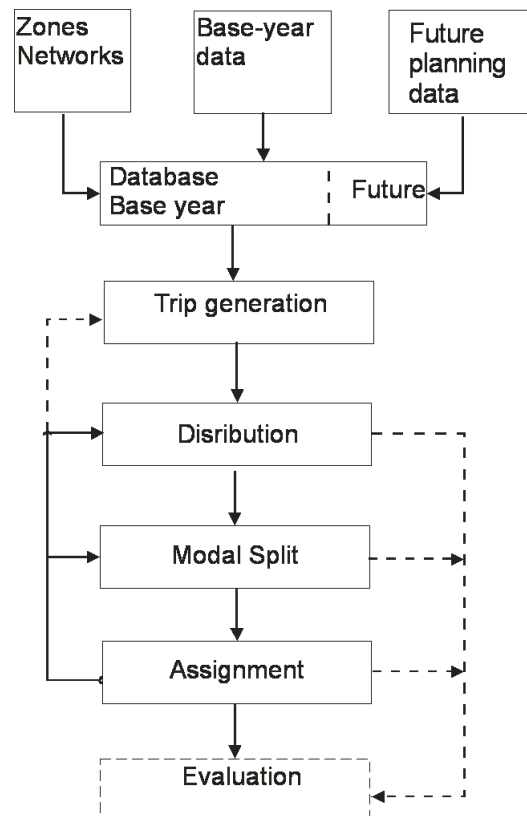 Zones
Networks
Base-year
data
Future
planning
data
Database
Base year
Future
Trip generation
Disribution
Modal Split
Assignment
Evaluation